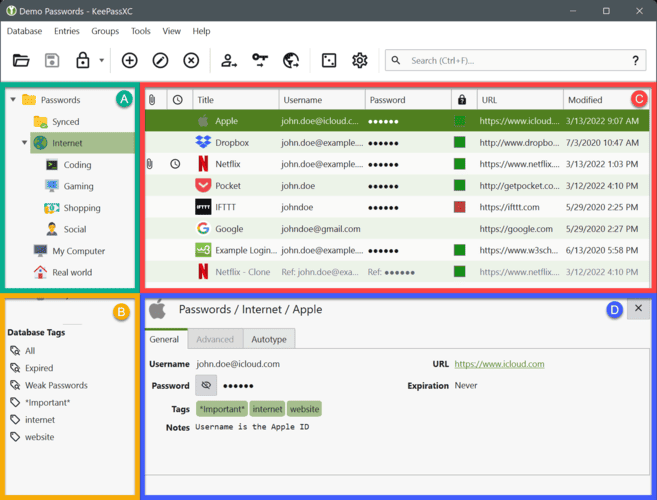 Demo Passwords - KeePassXC
Database Entries Groups Tools View Help
Search (Ctrl+F)... ?
A
Passwords
Synced
Internet
Coding
Gaming
Shopping
Social
My Computer
Real world
C
Title Username Password URL Modified
Apple john.doe@icloud.c... ●●●●●● https://www.icloud... 3/13/2022 9:07 AM
Dropbox john.doe@example.... ●●●●●● http://www.dropbo... 7/3/2020 10:47 AM
N Netflix john.doe@example.... ●●●●●● https://www.netflix... 3/13/2022 1:03 PM
Pocket john.doe ●●●●●● http://getpocket.co... 3/12/2022 4:10 PM
IFTTT IFTTT johndoe ●●●●●● https://ifttt.com 5/29/2020 2:25 PM
G Google johndoe@gmail.com https://google.com 5/29/2020 2:27 PM
Example Login... john.doe@example.... ●●●●●● https://www.w3sch... 6/13/2020 5:58 PM
N Netflix - Clone Ref: john.doe@exa... Ref: ●●●●●● https://www.netflix... 3/12/2022 4:10 PM
B
Database Tags
All
Expired
Weak Passwords
*Important*
internet
website
D
Passwords / Internet / Apple
General Advanced Autotype
Username john.doe@icloud.com URL https://www.icloud.com
Password ●●●●●● Expiration Never
Tags *Important* internet website
Notes Username is the Apple ID